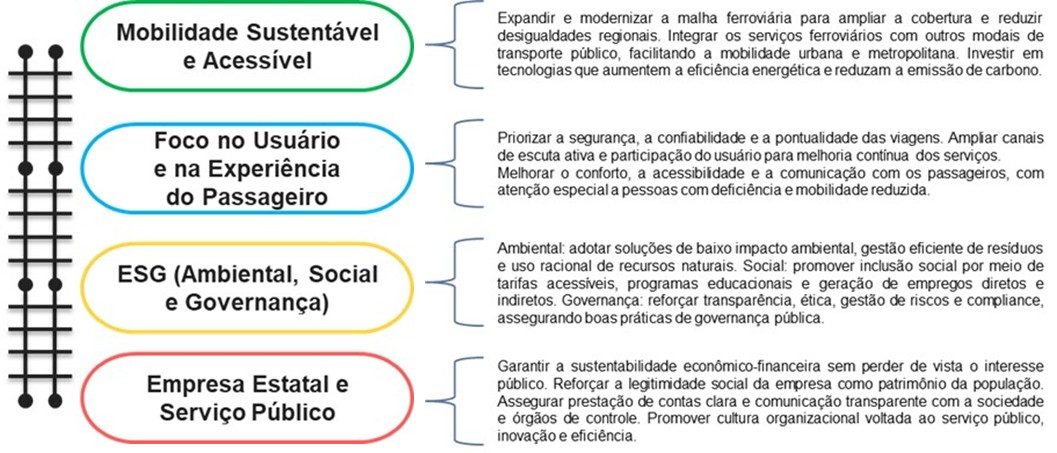 Mobilidade Sustentável
e Acessível
Expandir e modernizar a malha ferroviária para ampliar a cobertura e reduzir
desigualdades regionais. Integrar os serviços ferroviários com outros modais de
transporte público, facilitando a mobilidade urbana e metropolitana. Investir em
tecnologias que aumentem a eficiência energética e reduzam a emissão de carbono.
Foco no Usuário
e na Experiência
do Passageiro
Priorizar a segurança, a confiabilidade e a pontualidade das viagens. Ampliar canais
de escuta ativa e participação do usuário para melhoria contínua dos serviços.
Melhorar o conforto, a acessibilidade e a comunicação com os passageiros, com
atenção especial a pessoas com deficiência e mobilidade reduzida.
ESG (Ambiental, Social
e Governança)
Ambiental: adotar soluções de baixo impacto ambiental, gestão eficiente de resíduos
e uso racional de recursos naturais. Social: promover inclusão social por meio de
tarifas acessíveis, programas educacionais e geração de empregos diretos e
indiretos. Governança: reforçar transparência, ética, gestão de riscos e compliance,
assegurando boas práticas de governança pública.
Empresa Estatal e
Serviço Público
Garantir a sustentabilidade econômico-financeira sem perder de vista o interesse
público. Reforçar a legitimidade social da empresa como patrimônio da população.
Assegurar prestação de contas clara e comunicação transparente com a sociedade
e órgãos de controle. Promover cultura organizacional voltada ao serviço público,
inovação e eficiência.